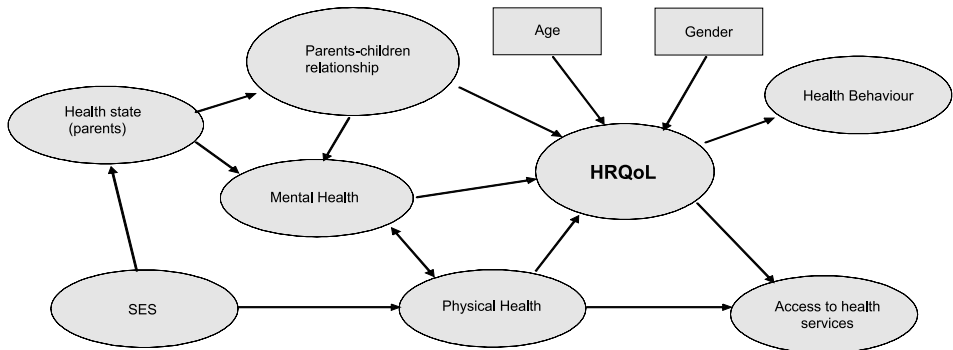 Age
Gender
Parents-children
relationship
Health Behaviour
Health state
(parents)
HRQoL
Mental Health
SES
Physical Health
Access to health
services